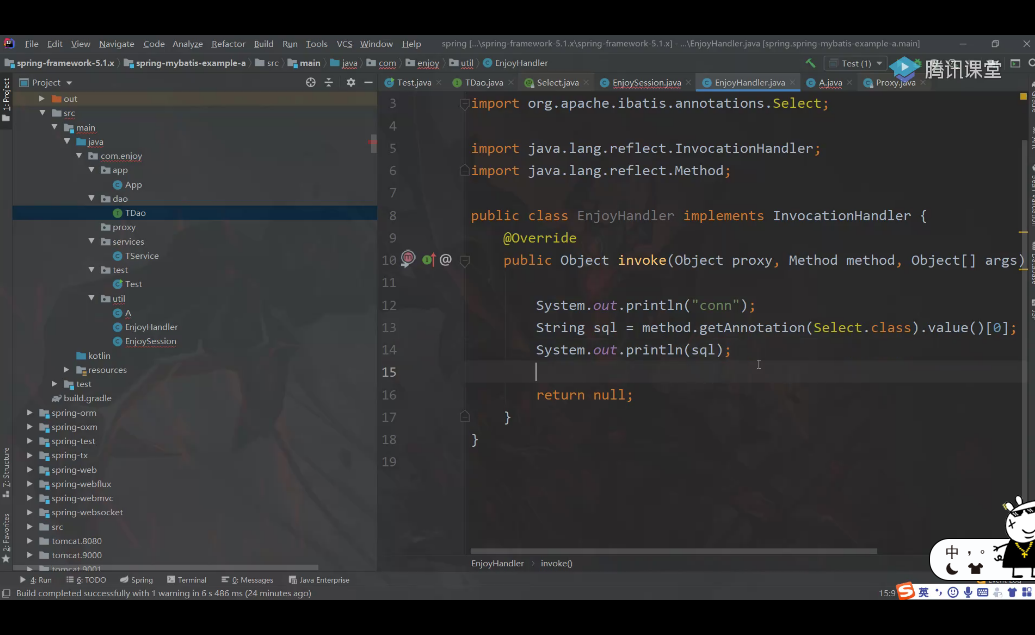 File Edit View Navigate Code Analyze Refactor Build Run Tools VCS Window Help spring [...\spring-framework-5.1.x\spring-framework-5.1.x] - ...\EnjoyHandler.java [spring.spring-mybatis-example-a.main]
spring-framework-5.1.x spring-mybatis-example-a src main java com enjoy util EnjoyHandler Test (1)
腾讯课堂
Project
Test.java TDao.java Select.java EnjoySession.java EnjoyHandler.java A.java Proxy.java
1: Project
out
src
main
java
com.enjoy
app
App
dao
TDao
proxy
services
TService
test
Test
util
A
EnjoyHandler
EnjoySession
kotlin
resources
test
build.gradle
spring-orm
spring-oxm
spring-test
spring-tx
spring-web
spring-webflux
spring-webmvc
spring-websocket
src
tomcat.8080
tomcat.9000
tomcat.9001
Z: Structure
2: Favorites
3 import org.apache.ibatis.annotations.Select;
4
5 import java.lang.reflect.InvocationHandler;
6 import java.lang.reflect.Method;
7
8 public class EnjoyHandler implements InvocationHandler {
9 @Override
10 public Object invoke(Object proxy, Method method, Object[] args)
11
12 System.out.println("conn");
13 String sql = method.getAnnotation(Select.class).value()[0];
14 System.out.println(sql);
15
16 return null;
17 }
18 }
19
EnjoyHandler invoke()
中 , 。
4: Run 6: TODO Spring Terminal 0: Messages Java Enterprise
Build completed successfully with 1 warning in 6 s 486 ms (24 minutes ago)
15:9
英